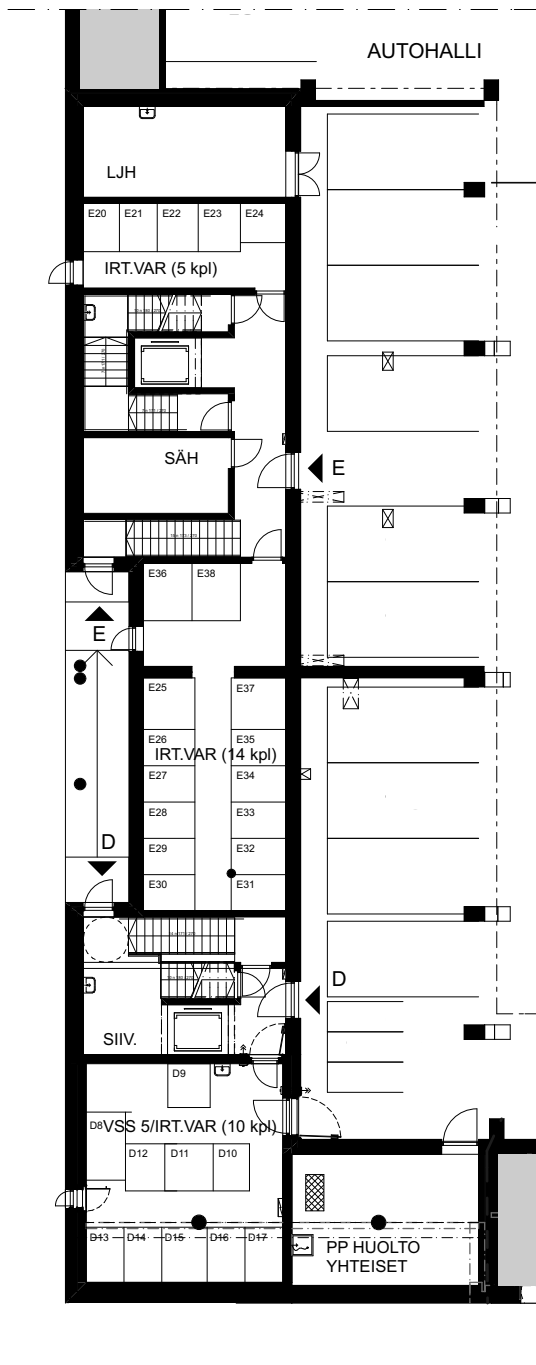 AUTOHALLI
LJH
E20 E21 E22 E23 E24
IRT.VAR (5 kpl)
SÄH
E
E36 E38
E
E25 E37
E26 E35
IRT.VAR (14 kpl)
E27 E34
E28 E33
D
E29 E32
E30 E31
D
SIIV.
D9
D8
VSS 5/IRT.VAR (10 kpl)
D12 D11 D10
D13 D14 D15 D16 D17
PP HUOLTO
YHTEISET